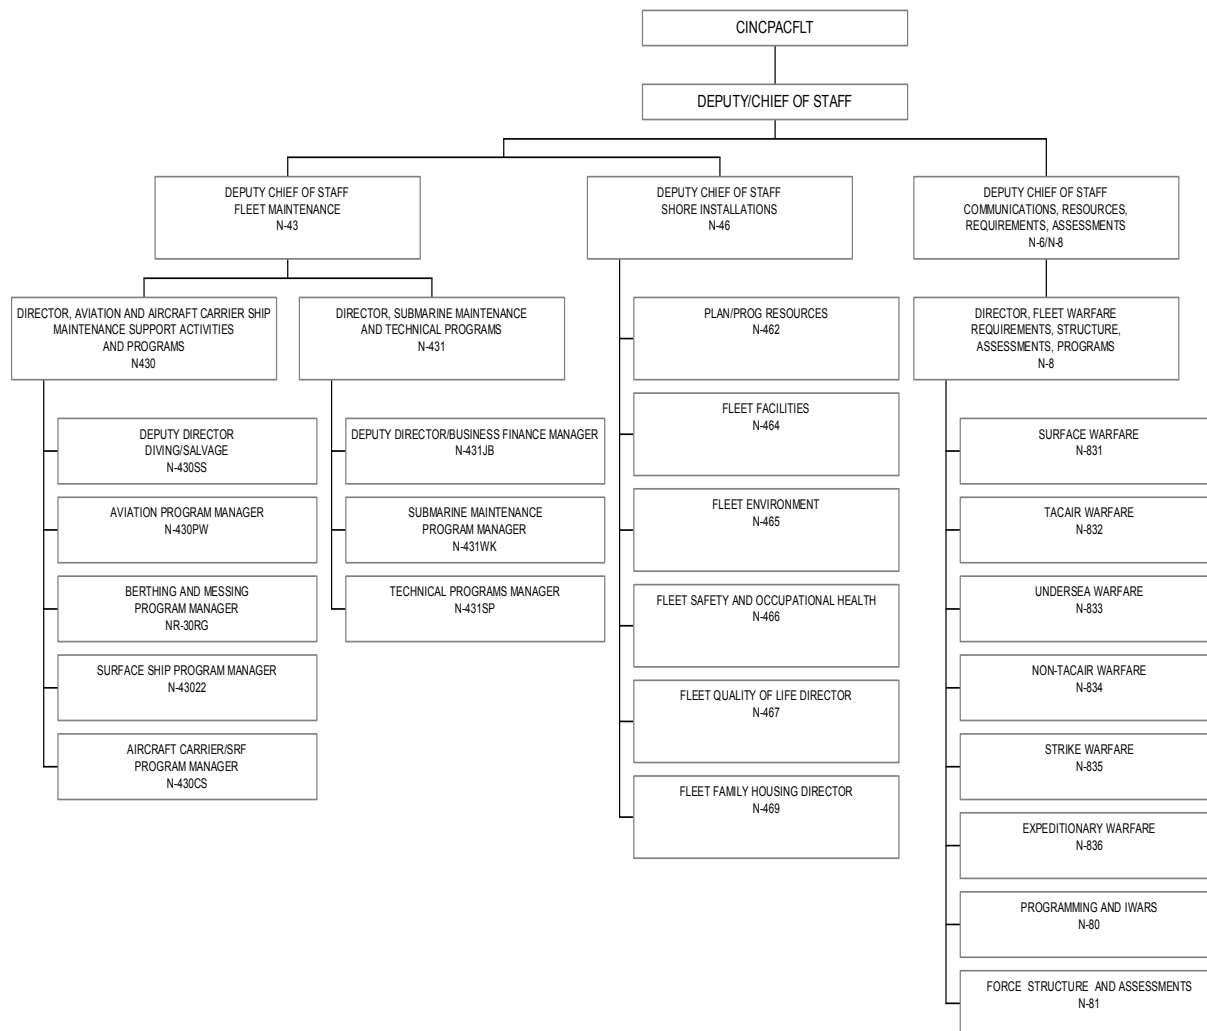 CINCPACFLT
DEPUTY/CHIEF OF STAFF
DEPUTY CHIEF OF STAFF
FLEET MAINTENANCE
N-43
DEPUTY CHIEF OF STAFF
SHORE INSTALLATIONS
N-46
DEPUTY CHIEF OF STAFF
COMMUNICATIONS, RESOURCES,
REQUIREMENTS, ASSESSMENTS
N-6/N-8
DIRECTOR, AVIATION AND AIRCRAFT CARRIER SHIP
MAINTENANCE SUPPORT ACTIVITIES
AND PROGRAMS
N430
DEPUTY DIRECTOR
DIVING/SALVAGE
N-430SS
AVIATION PROGRAM MANAGER
N-430PW
BERTHING AND MESSING
PROGRAM MANAGER
NR-30RG
SURFACE SHIP PROGRAM MANAGER
N-43022
AIRCRAFT CARRIER/SRF
PROGRAM MANAGER
N-430CS
DIRECTOR, SUBMARINE MAINTENANCE
AND TECHNICAL PROGRAMS
N-431
DEPUTY DIRECTOR/BUSINESS FINANCE MANAGER
N-431JB
SUBMARINE MAINTENANCE
PROGRAM MANAGER
N-431WK
TECHNICAL PROGRAMS MANAGER
N-431SP
PLAN/PROG RESOURCES
N-462
FLEET FACILITIES
N-464
FLEET ENVIRONMENT
N-465
FLEET SAFETY AND OCCUPATIONAL HEALTH
N-466
FLEET QUALITY OF LIFE DIRECTOR
N-467
FLEET FAMILY HOUSING DIRECTOR
N-469
DIRECTOR, FLEET WARFARE
REQUIREMENTS, STRUCTURE,
ASSESSMENTS, PROGRAMS
N-8
SURFACE WARFARE
N-831
TACAIR WARFARE
N-832
UNDERSEA WARFARE
N-833
NON-TACAIR WARFARE
N-834
STRIKE WARFARE
N-835
EXPEDITIONARY WARFARE
N-836
PROGRAMMING AND IWARS
N-80
FORCE STRUCTURE AND ASSESSMENTS
N-81